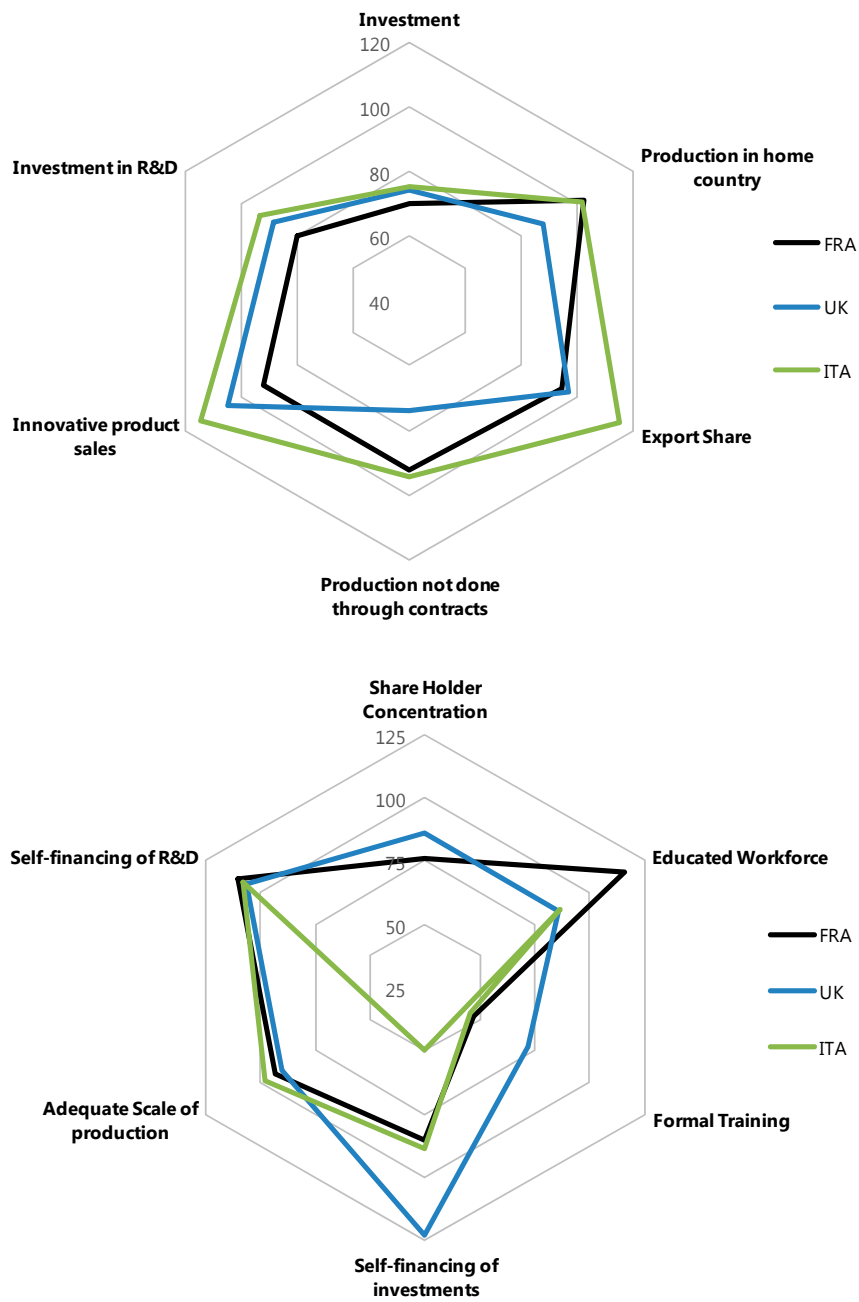 Investment
120
100
80
60
40
Production in home
country
Export Share
Production not done
through contracts
Innovative product
sales
Investment in R&D
FRA
UK
ITA
Share Holder
Concentration
125
100
75
50
25
Educated Workforce
Formal Training
Self-financing of
investments
Adequate Scale of
production
Self-financing of R&D
FRA
UK
ITA